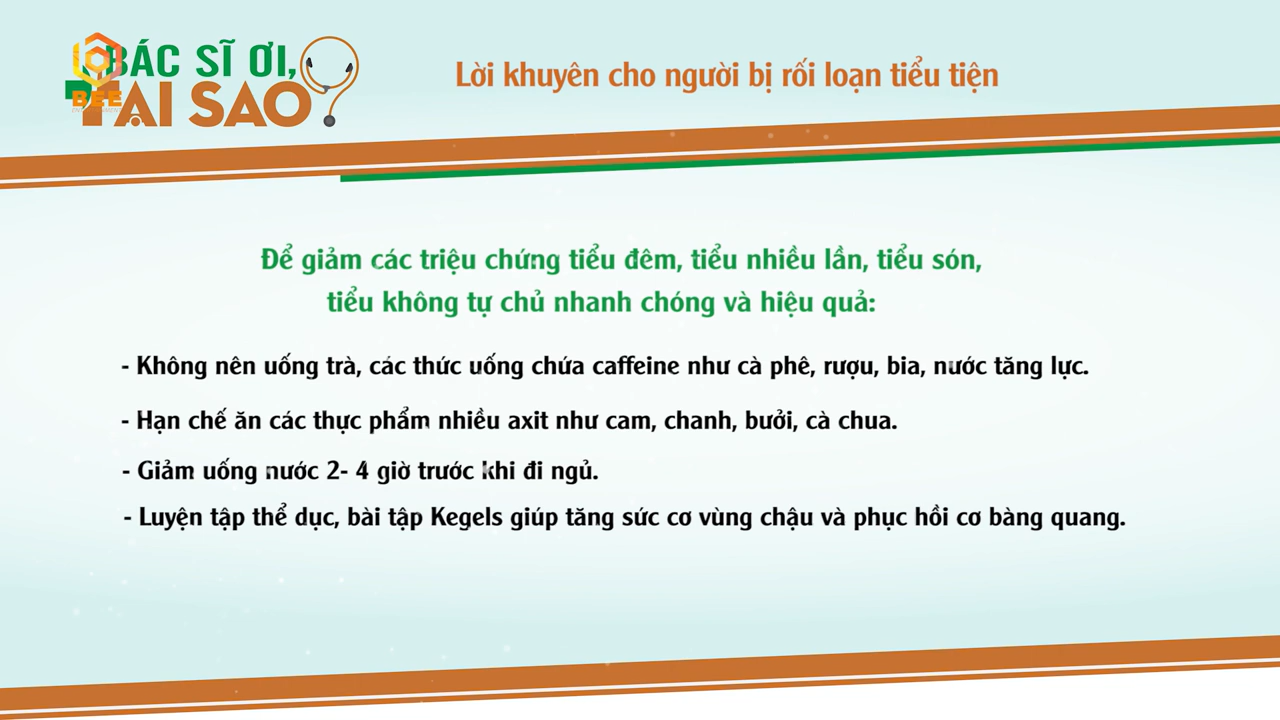 BÁC SĨ ƠI,
TẠI SAO
BEE
Lời khuyên cho người bị rối loạn tiểu tiện
Để giảm các triệu chứng tiểu đêm, tiểu nhiều lần, tiểu són,
tiểu không tự chủ nhanh chóng và hiệu quả:
- Không nên uống trà, các thức uống chứa caffeine như cà phê, rượu, bia, nước tăng lực.
- Hạn chế ăn các thực phẩm nhiều axit như cam, chanh, bưởi, cà chua.
- Giảm uống nước 2- 4 giờ trước khi đi ngủ.
- Luyện tập thể dục, bài tập Kegels giúp tăng sức cơ vùng chậu và phục hồi cơ bàng quang.